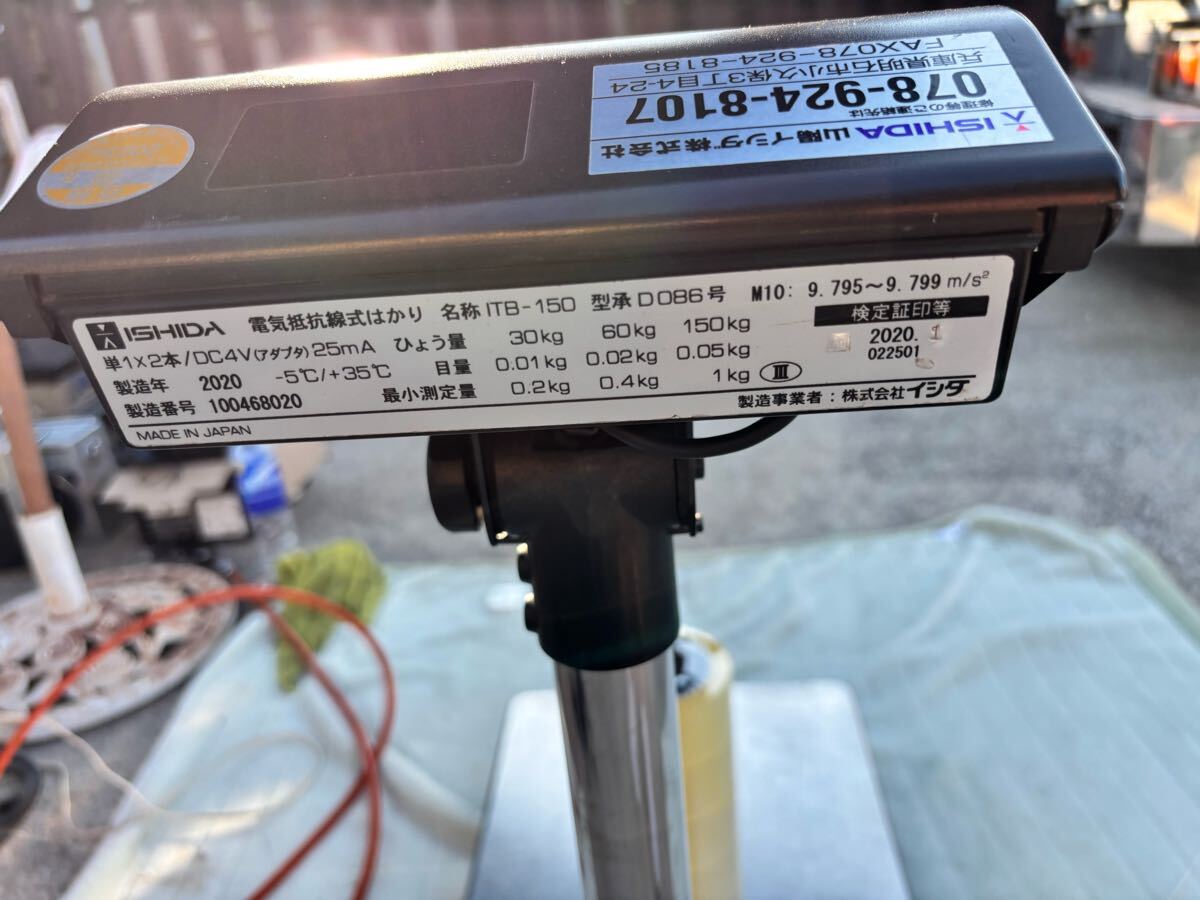 ISHIDA 山陽イシダ株式会社
修理等のご連絡先は
078-924-8107
兵庫県明石市小久保3丁目4-24
FAX078-924-8185
ISHIDA 電気抵抗線式はかり 名称 ITB-150 型承 D086号 M10: 9.795～9.799 m/s²
単1×2本/DC4V(アダプタ)25mA ひょう量 30kg 60kg 150kg 検定証印等
製造年 2020 -5℃/+35℃ 目量 0.01kg 0.02kg 0.05kg 2020. 1
製造番号 100468020 最小測定量 0.2kg 0.4kg 1kg Ⅲ 022501
製造事業者：株式会社イシダ
MADE IN JAPAN